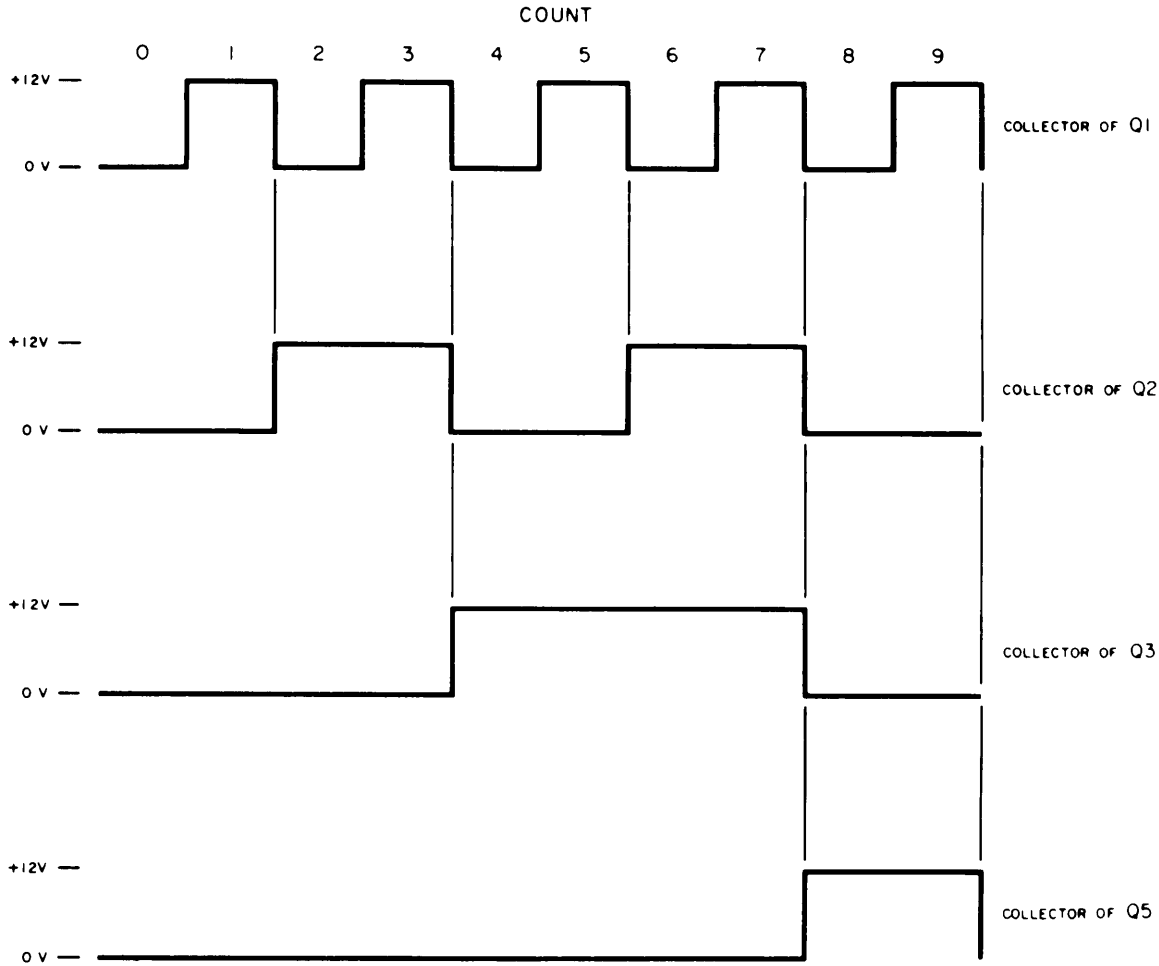 COUNT
0 1 2 3 4 5 6 7 8 9
+12V
0 V
COLLECTOR OF Q1
+12V
0 V
COLLECTOR OF Q2
+12V
0 V
COLLECTOR OF Q3
+12V
0 V
COLLECTOR OF Q5